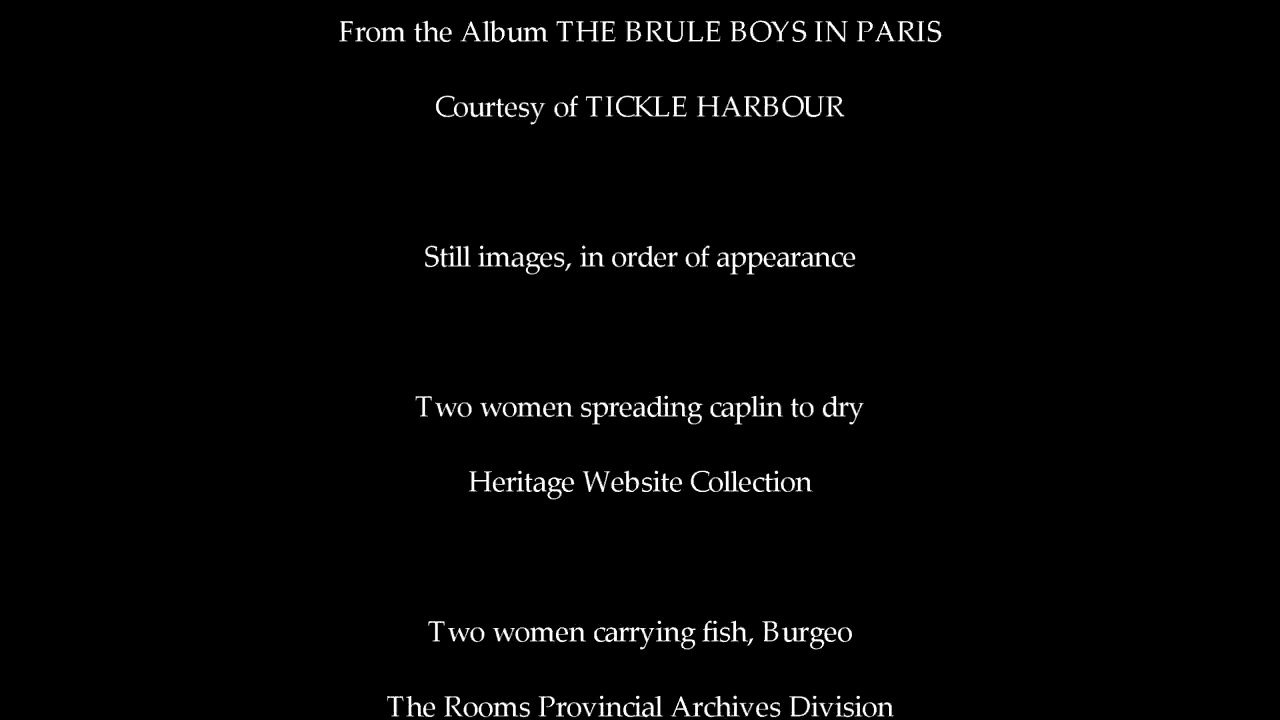 From the Album THE BRULE BOYS IN PARIS
Courtesy of TICKLE HARBOUR
Still images, in order of appearance
Two women spreading caplin to dry
Heritage Website Collection
Two women carrying fish, Burgeo
The Rooms Provincial Archives Division